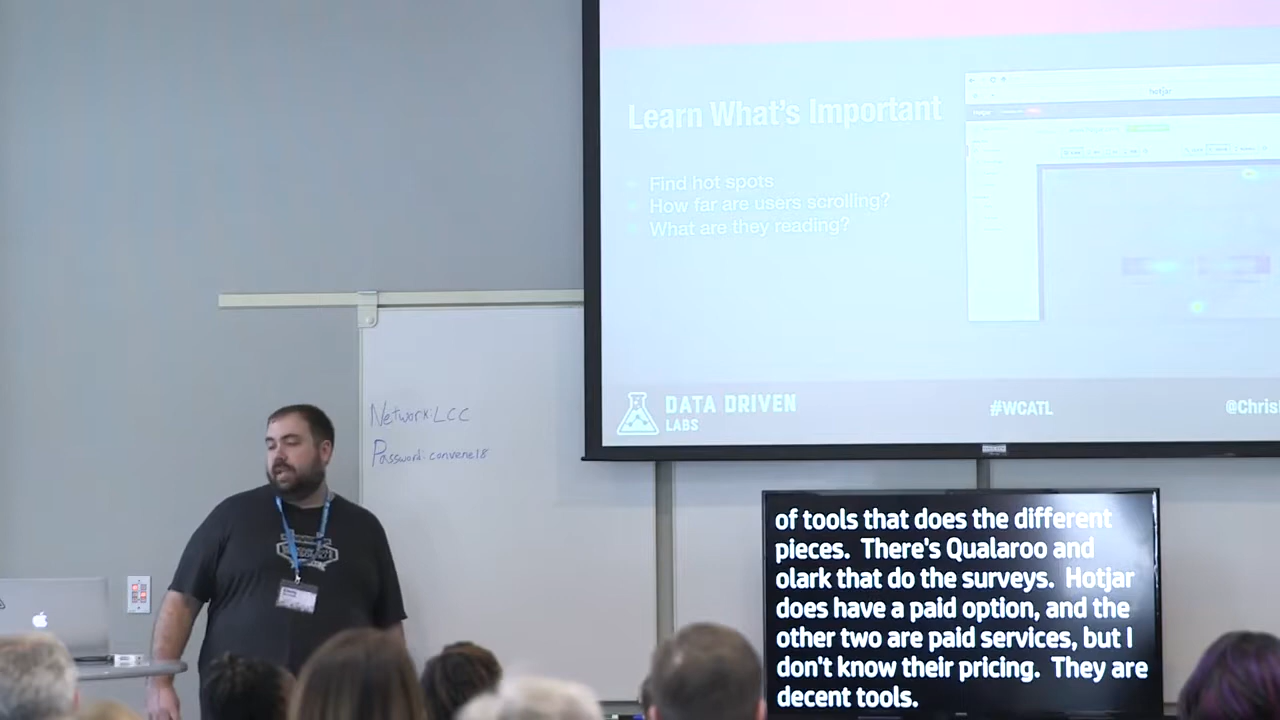 Learn What's Important
Find hot spots
How far are users scrolling?
What are they reading?
hotjar
DATA DRIVEN
LABS
#WCATL
@Chris
Network: LCC
Password: convene18
of tools that does the different
pieces. There's Qualaroo and
olark that do the surveys. Hotjar
does have a paid option, and the
other two are paid services, but I
don't know their pricing. They are
decent tools.